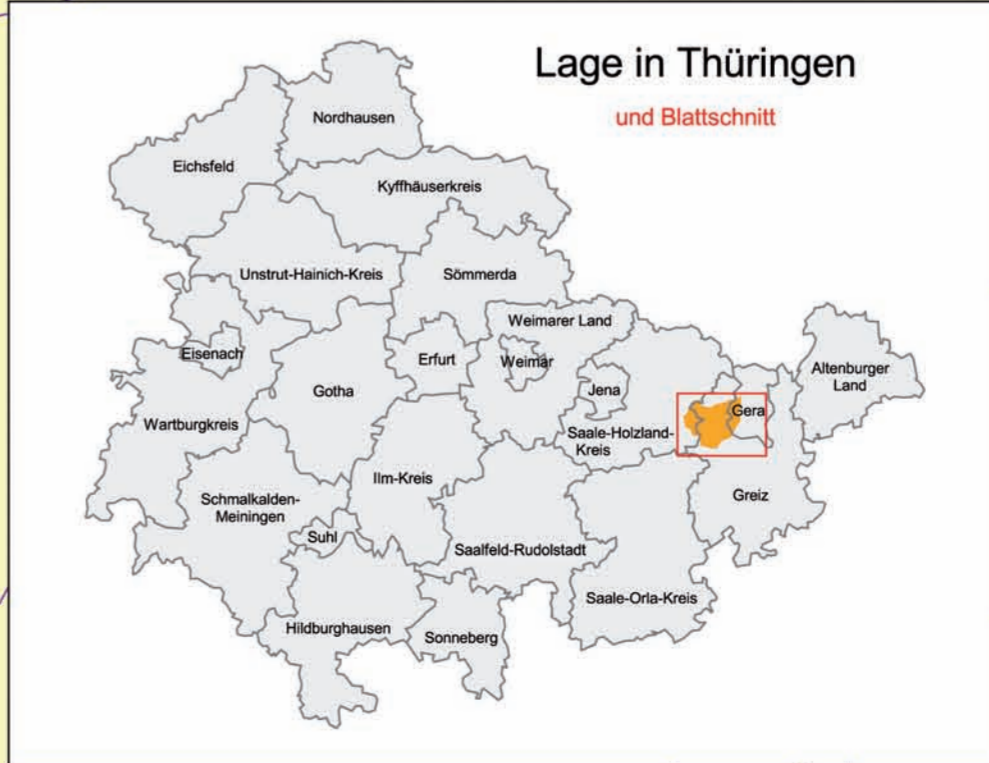 Lage in Thüringen
und Blattschnitt
Nordhausen
Eichsfeld
Kyffhäuserkreis
Unstrut-Hainich-Kreis
Sömmerda
Weimarer Land
Eisenach
Erfurt
Weimar
Altenburger
Land
Gotha
Jena
Gera
Wartburgkreis
Saale-Holzland-
Kreis
Ilm-Kreis
Schmalkalden-
Meiningen
Greiz
Suhl
Saalfeld-Rudolstadt
Saale-Orla-Kreis
Hildburghausen
Sonneberg